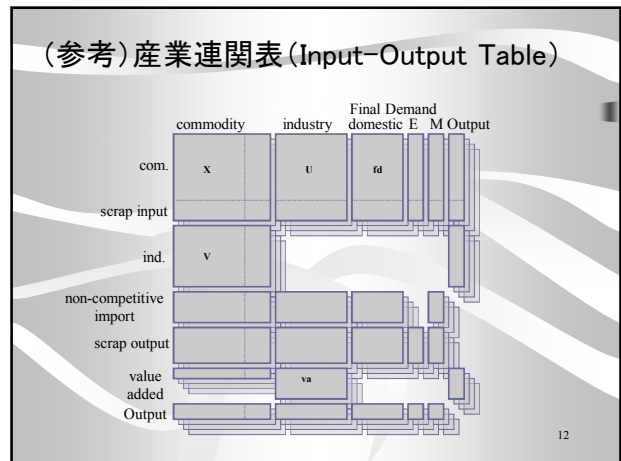 (参考)産業連関表(Input-Output Table)
Final Demand
commodity industry domestic E M Output
com. X U fd
scrap input
ind. V
non-competitive
import
scrap output
value
added va
Output
12